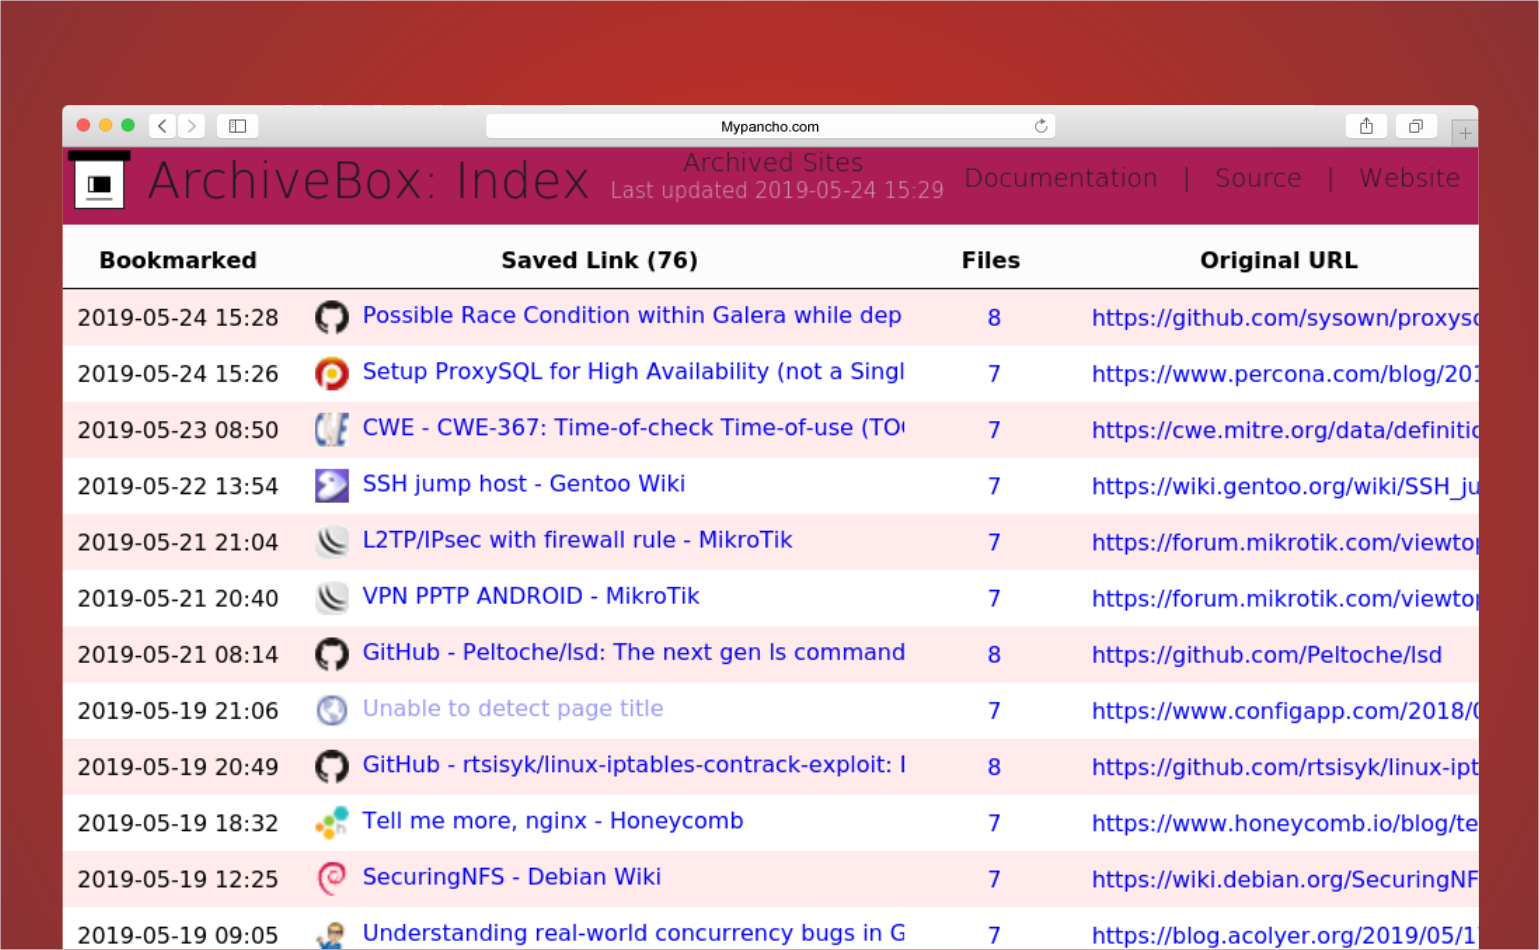 Mypancho.com
ArchiveBox: Index
Archived Sites
Last updated 2019-05-24 15:29
Documentation | Source | Website
Bookmarked Saved Link (76) Files Original URL
2019-05-24 15:28 Possible Race Condition within Galera while dep 8 https://github.com/sysown/proxysq
2019-05-24 15:26 Setup ProxySQL for High Availability (not a Singl 7 https://www.percona.com/blog/201
2019-05-23 08:50 CWE - CWE-367: Time-of-check Time-of-use (TOC 7 https://cwe.mitre.org/data/definitio
2019-05-22 13:54 SSH jump host - Gentoo Wiki 7 https://wiki.gentoo.org/wiki/SSH_ju
2019-05-21 21:04 L2TP/IPsec with firewall rule - MikroTik 7 https://forum.mikrotik.com/viewtop
2019-05-21 20:40 VPN PPTP ANDROID - MikroTik 7 https://forum.mikrotik.com/viewtop
2019-05-21 08:14 GitHub - Peltoche/lsd: The next gen ls command 8 https://github.com/Peltoche/lsd
2019-05-19 21:06 Unable to detect page title 7 https://www.configapp.com/2018/0
2019-05-19 20:49 GitHub - rtsisyk/linux-iptables-contrack-exploit: 8 https://github.com/rtsisyk/linux-ipt
2019-05-19 18:32 Tell me more, nginx - Honeycomb 7 https://www.honeycomb.io/blog/te
2019-05-19 12:25 SecuringNFS - Debian Wiki 7 https://wiki.debian.org/SecuringNF
2019-05-19 09:05 Understanding real-world concurrency bugs in G 7 https://blog.acolyer.org/2019/05/1